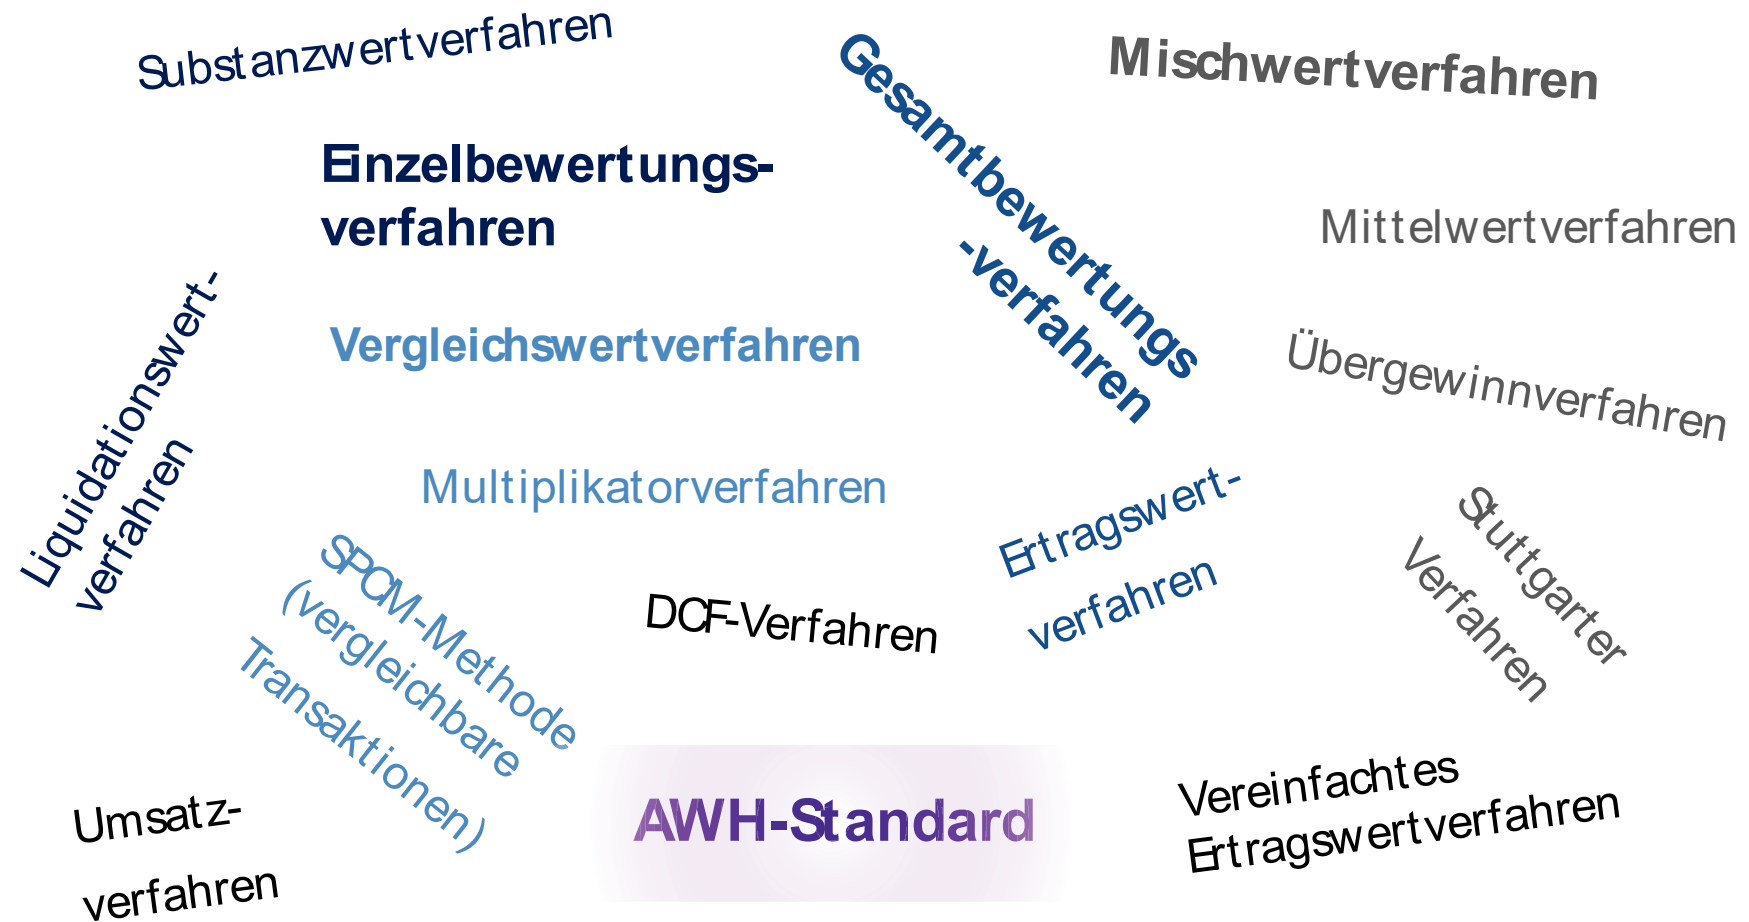 Substanzwertverfahren
Gesamtbewertungs
-verfahren
Mischwertverfahren
Einzelbewertungs-
verfahren
Mittelwertverfahren
Liquidationswert-
verfahren
Vergleichswertverfahren
Übergewinnverfahren
Multiplikatorverfahren
Ertragswert-
verfahren
Stuttgarter
Verfahren
SPCM-Methode
(vergleichbare
Transaktionen)
DCF-Verfahren
Umsatz-
verfahren
AWH-Standard
Vereinfachtes
Ertragswertverfahren